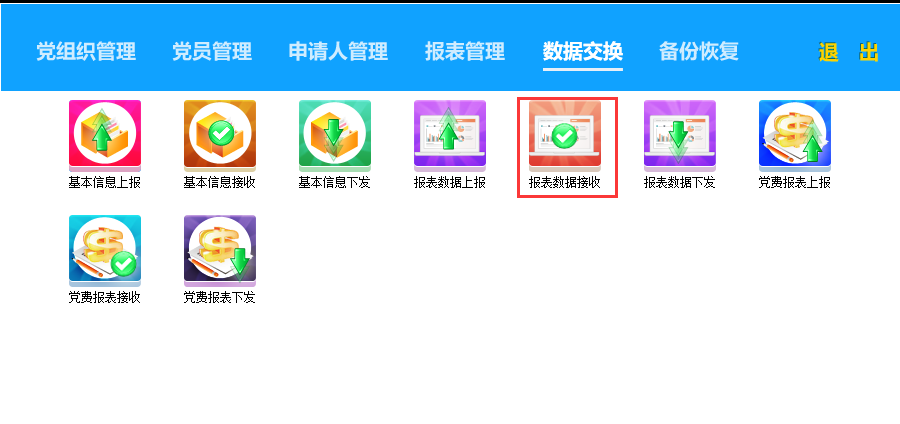 党组织管理 党员管理 申请人管理 报表管理 数据交换 备份恢复 退 出
基本信息上报 基本信息接收 基本信息下发 报表数据上报 报表数据接收 报表数据下发 党费报表上报
党费报表接收 党费报表下发